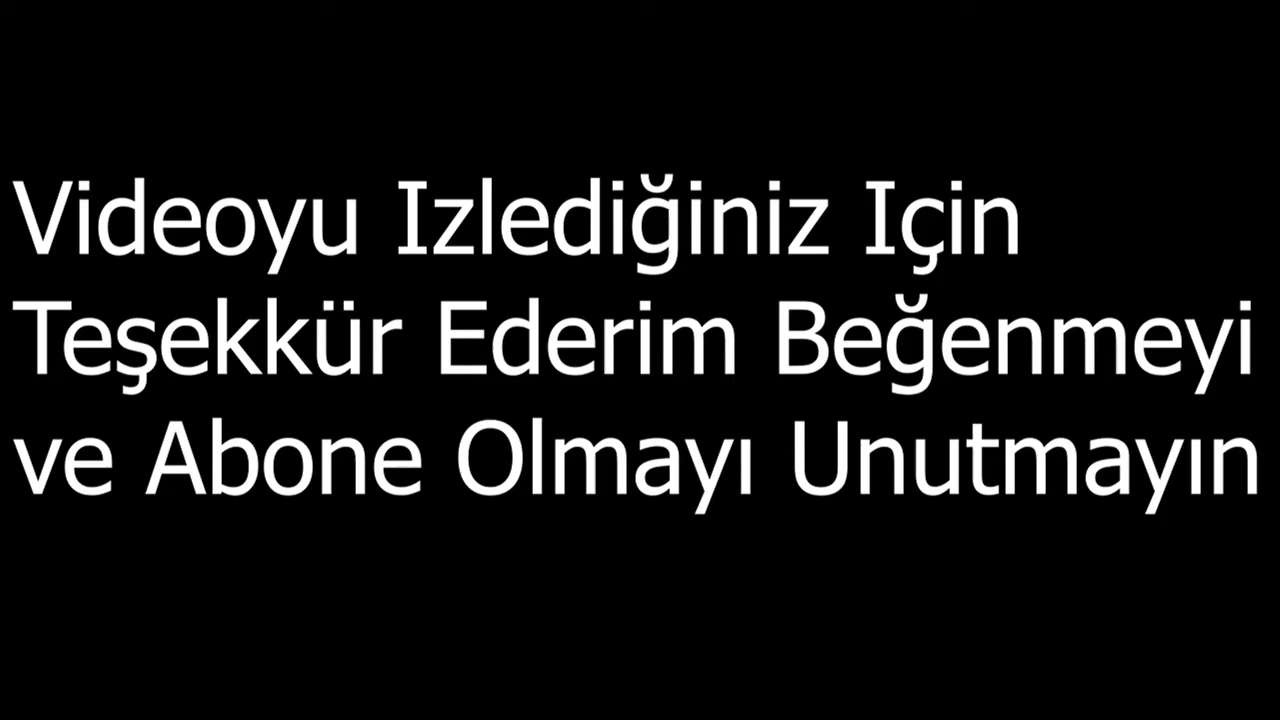 Videoyu Izlediğiniz Için
Teşekkür Ederim Beğenmeyi
ve Abone Olmayı Unutmayın